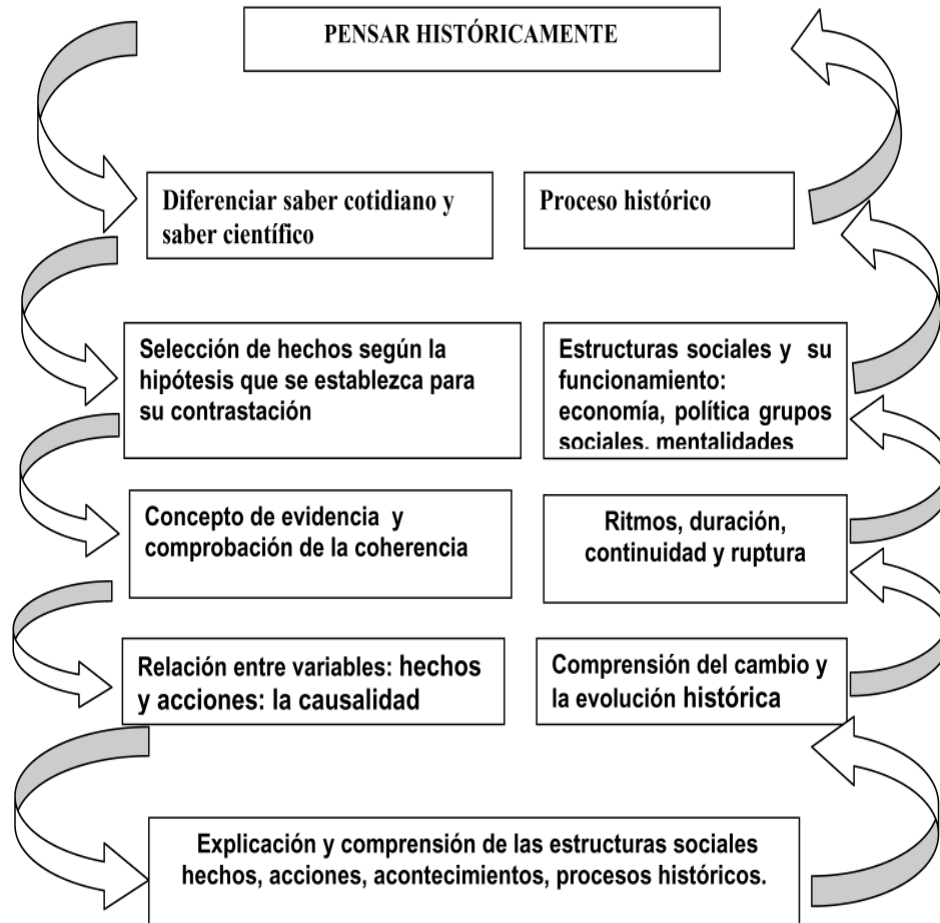 PENSAR HISTÓRICAMENTE
Diferenciar saber cotidiano y
saber científico
Proceso histórico
Selección de hechos según la
hipótesis que se establezca para
su contrastación
Estructuras sociales y su
funcionamiento:
economía, política grupos
sociales. mentalidades
Concepto de evidencia y
comprobación de la coherencia
Ritmos, duración,
continuidad y ruptura
Relación entre variables: hechos
y acciones: la causalidad
Comprensión del cambio y
la evolución histórica
Explicación y comprensión de las estructuras sociales
hechos, acciones, acontecimientos, procesos históricos.